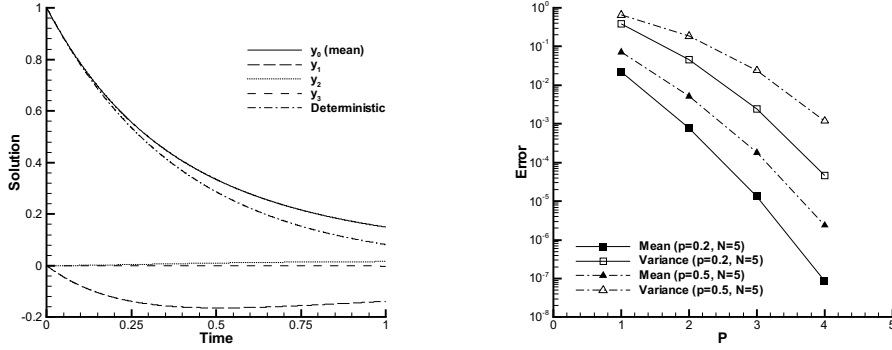 1
0.8
0.6
0.4
0.2
0
-0.2
Solution
0
0.25
0.5
0.75
1
Time
y0 (mean)
y1
y2
y3
Deterministic
10^0
10^-1
10^-2
10^-3
10^-4
10^-5
10^-6
10^-7
10^-8
Error
0
1
2
3
4
5
P
Mean (p=0.2, N=5)
Variance (p=0.2, N=5)
Mean (p=0.5, N=5)
Variance (p=0.5, N=5)